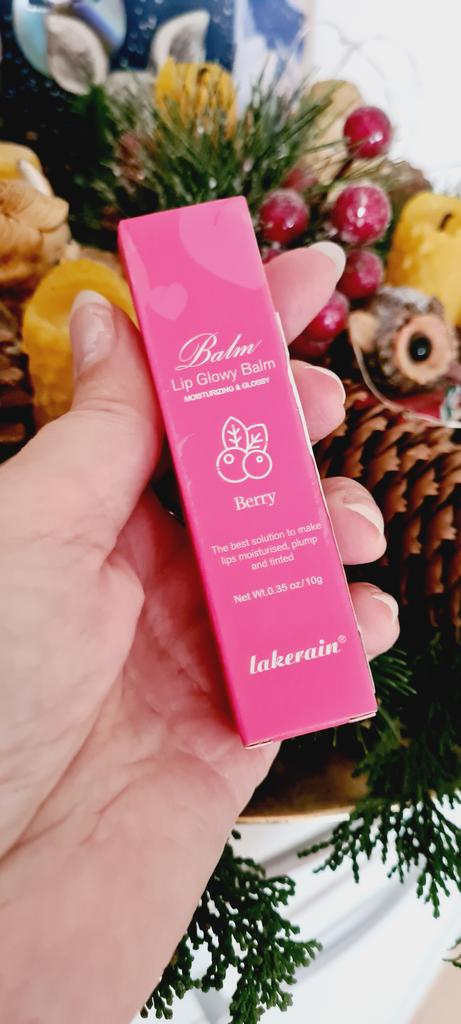 Balm
Lip Glowy Balm
MOISTURIZING & GLOSSY
Berry
The best solution to make
lips moisturised, plump
and tinted
Net Wt.0.35 oz/10g
lakerain®